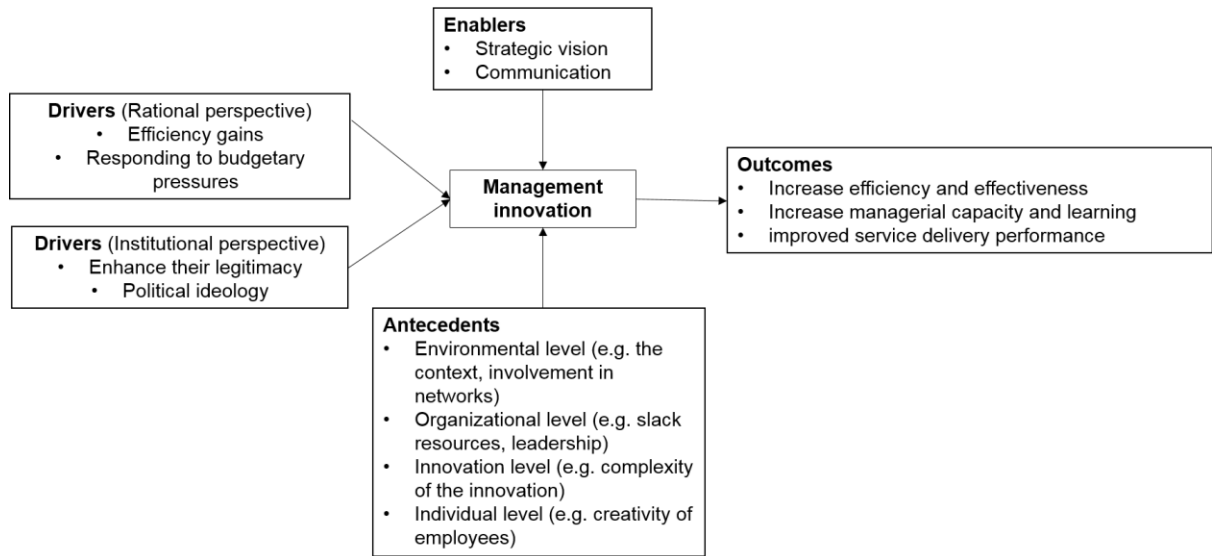 Enablers
• Strategic vision
• Communication
Drivers (Rational perspective)
• Efficiency gains
• Responding to budgetary
pressures
Drivers (Institutional perspective)
• Enhance their legitimacy
• Political ideology
Management
innovation
Outcomes
• Increase efficiency and effectiveness
• Increase managerial capacity and learning
• improved service delivery performance
Antecedents
• Environmental level (e.g. the
context, involvement in
networks)
• Organizational level (e.g. slack
resources, leadership)
• Innovation level (e.g. complexity
of the innovation)
• Individual level (e.g. creativity of
employees)